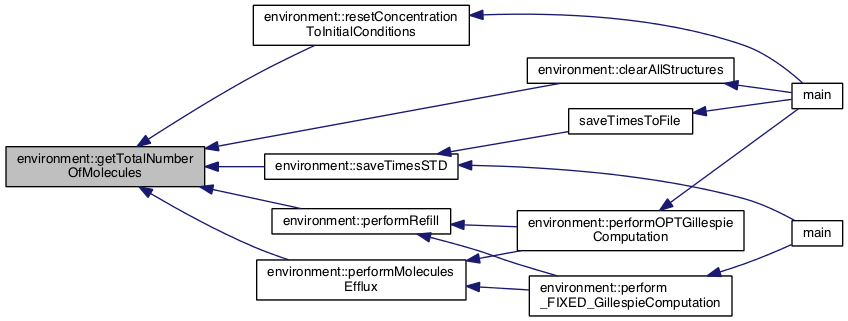 environment::resetConcentration
ToInitialConditions
environment::clearAllStructures
main
saveTimesToFile
environment::getTotalNumber
OfMolecules
environment::saveTimesSTD
environment::performRefill
environment::performOPTGillespie
Computation
main
environment::performMolecules
Efflux
environment::perform
_FIXED_GillespieComputation